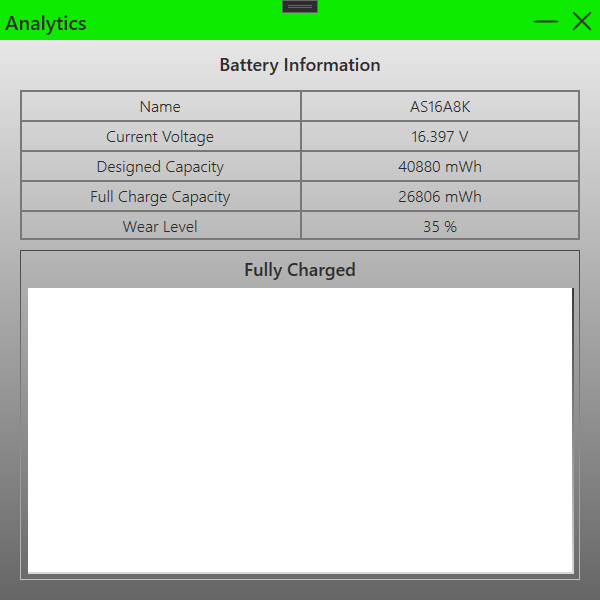 Analytics
Battery Information
Name AS16A8K
Current Voltage 16.397 V
Designed Capacity 40880 mWh
Full Charge Capacity 26806 mWh
Wear Level 35 %
Fully Charged